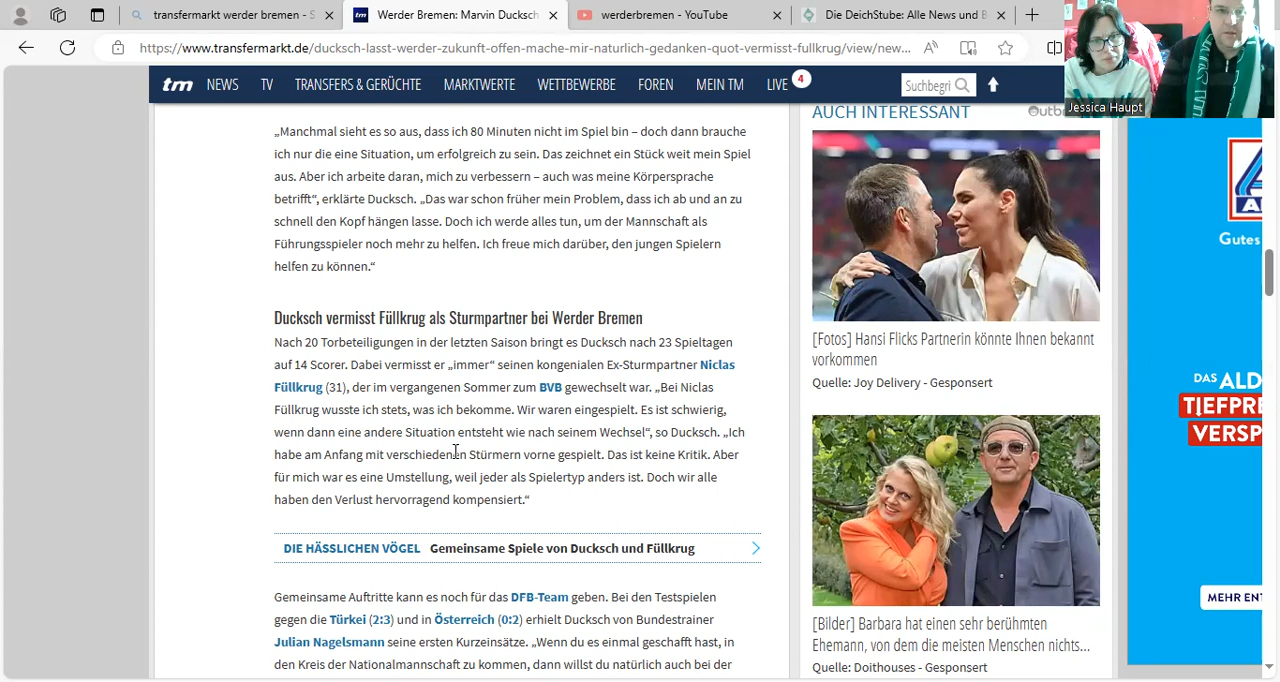 transfermarkt werder bremen - S
Werder Bremen: Marvin Ducksch
werderbremen - YouTube
Die DeichStube: Alle News und B
https://www.transfermarkt.de/ducksch-lasst-werder-zukunft-offen-mache-mir-naturlich-gedanken-quot-vermisst-fullkrug/view/new...
Jessica Haupt
tm NEWS TV TRANSFERS & GERÜCHTE MARKTWERTE WETTBEWERBE FOREN MEIN TM LIVE 4 Suchbegri
„Manchmal sieht es so aus, dass ich 80 Minuten nicht im Spiel bin – doch dann brauche
ich nur die eine Situation, um erfolgreich zu sein. Das zeichnet ein Stück weit mein Spiel
aus. Aber ich arbeite daran, mich zu verbessern – auch was meine Körpersprache
betrifft“, erklärte Ducksch. „Das war schon früher mein Problem, dass ich ab und an zu
schnell den Kopf hängen lasse. Doch ich werde alles tun, um der Mannschaft als
Führungsspieler noch mehr zu helfen. Ich freue mich darüber, den jungen Spielern
helfen zu können.“
Ducksch vermisst Füllkrug als Sturmpartner bei Werder Bremen
Nach 20 Torbeteiligungen in der letzten Saison bringt es Ducksch nach 23 Spieltagen
auf 14 Scorer. Dabei vermisst er „immer“ seinen kongenialen Ex-Sturmpartner Niclas
Füllkrug (31), der im vergangenen Sommer zum BVB gewechselt war. „Bei Niclas
Füllkrug wusste ich stets, was ich bekomme. Wir waren eingespielt. Es ist schwierig,
wenn dann eine andere Situation entsteht wie nach seinem Wechsel“, so Ducksch. „Ich
habe am Anfang mit verschiedenen Stürmern vorne gespielt. Das ist keine Kritik. Aber
für mich war es eine Umstellung, weil jeder als Spielertyp anders ist. Doch wir alle
haben den Verlust hervorragend kompensiert.“
DIE HÄSSLICHEN VÖGEL Gemeinsame Spiele von Ducksch und Füllkrug
Gemeinsame Auftritte kann es noch für das DFB-Team geben. Bei den Testspielen
gegen die Türkei (2:3) und in Österreich (0:2) erhielt Ducksch von Bundestrainer
Julian Nagelsmann seine ersten Kurzeinsätze. „Wenn du es einmal geschafft hast, in
den Kreis der Nationalmannschaft zu kommen, dann willst du natürlich auch bei der
AUCH INTERESSANT
[Fotos] Hansi Flicks Partnerin könnte Ihnen bekannt
vorkommen
Quelle: Joy Delivery - Gesponsert
[Bilder] Barbara hat einen sehr berühmten
Ehemann, von dem die meisten Menschen nichts...
Quelle: Doithouses - Gesponsert
Gutes
DAS ALD
TIEFPRE
VERSP
MEHR ENT